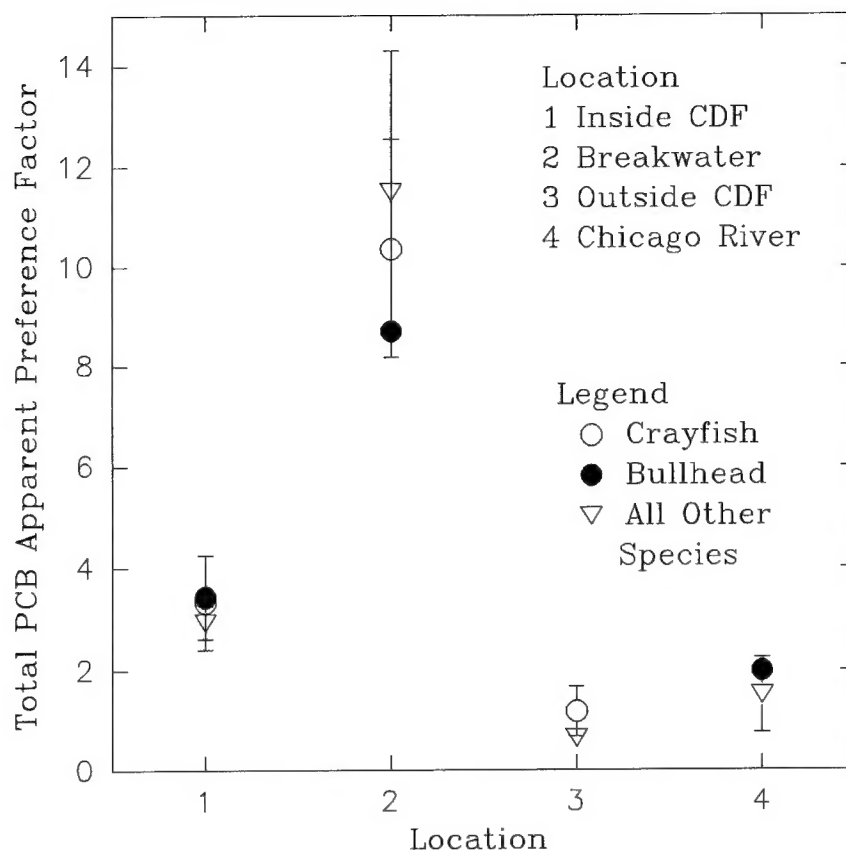 Total PCB Apparent Preference Factor
14
12
10
8
6
4
2
0
Location
1 Inside CDF
2 Breakwater
3 Outside CDF
4 Chicago River
Legend
Crayfish
Bullhead
All Other
Species
1 2 3 4
Location